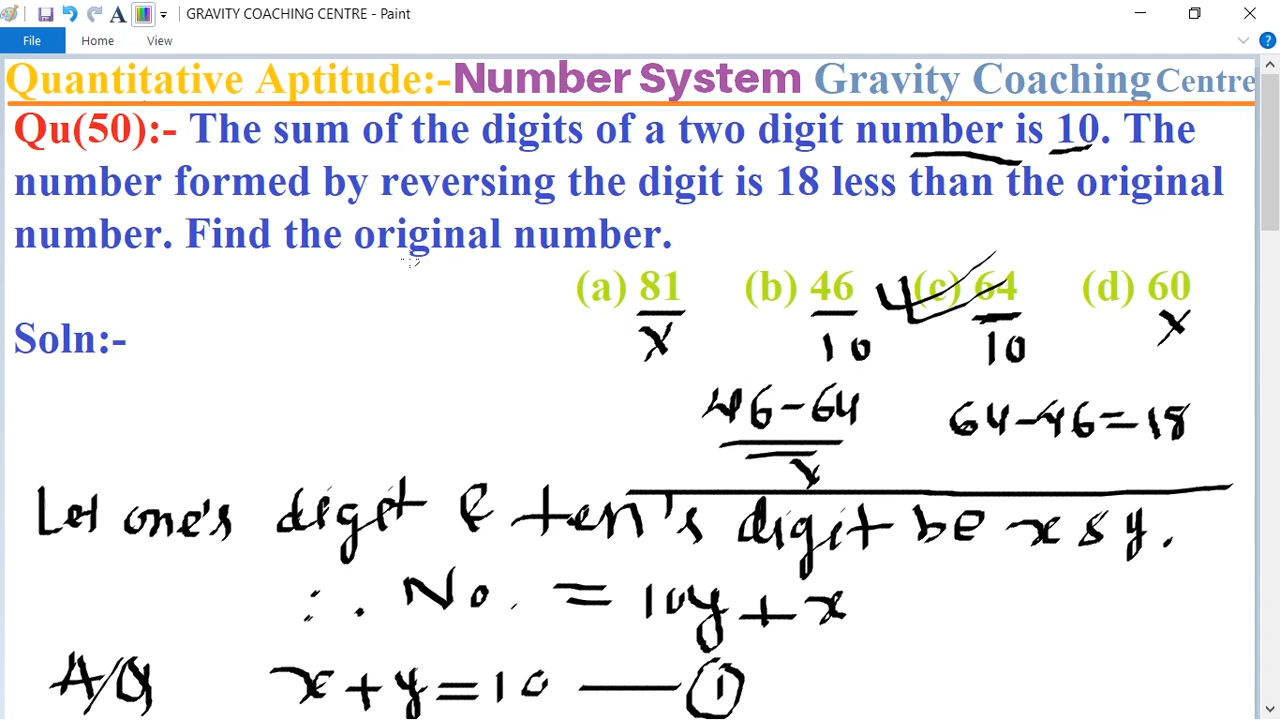 GRAVITY COACHING CENTRE - Paint
File Home View
Quantitative Aptitude:-Number System Gravity Coaching Centre
Qu(50):- The sum of the digits of a two digit number is 10. The
number formed by reversing the digit is 18 less than the original
number. Find the original number.
(a) 81 (b) 46 (c) 64 (d) 60
x 10 10 x
Soln:-
46-64 64-46=18
x
Let one's digit & ten's digit be x & y.
∴ No. = 10y+x
A/Q x+y=10 — ①